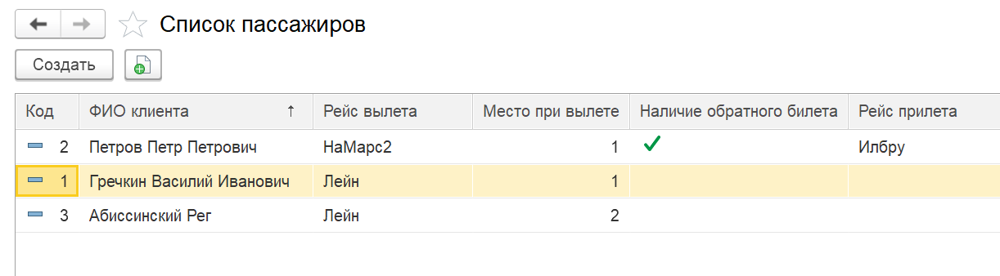 Список пассажиров
Создать
Код ФИО клиента ↑ Рейс вылета Место при вылете Наличие обратного билета Рейс прилета
2 Петров Петр Петрович НаМарс2 1 Илбру
1 Гречкин Василий Иванович Лейн 1
3 Абиссинский Рег Лейн 2